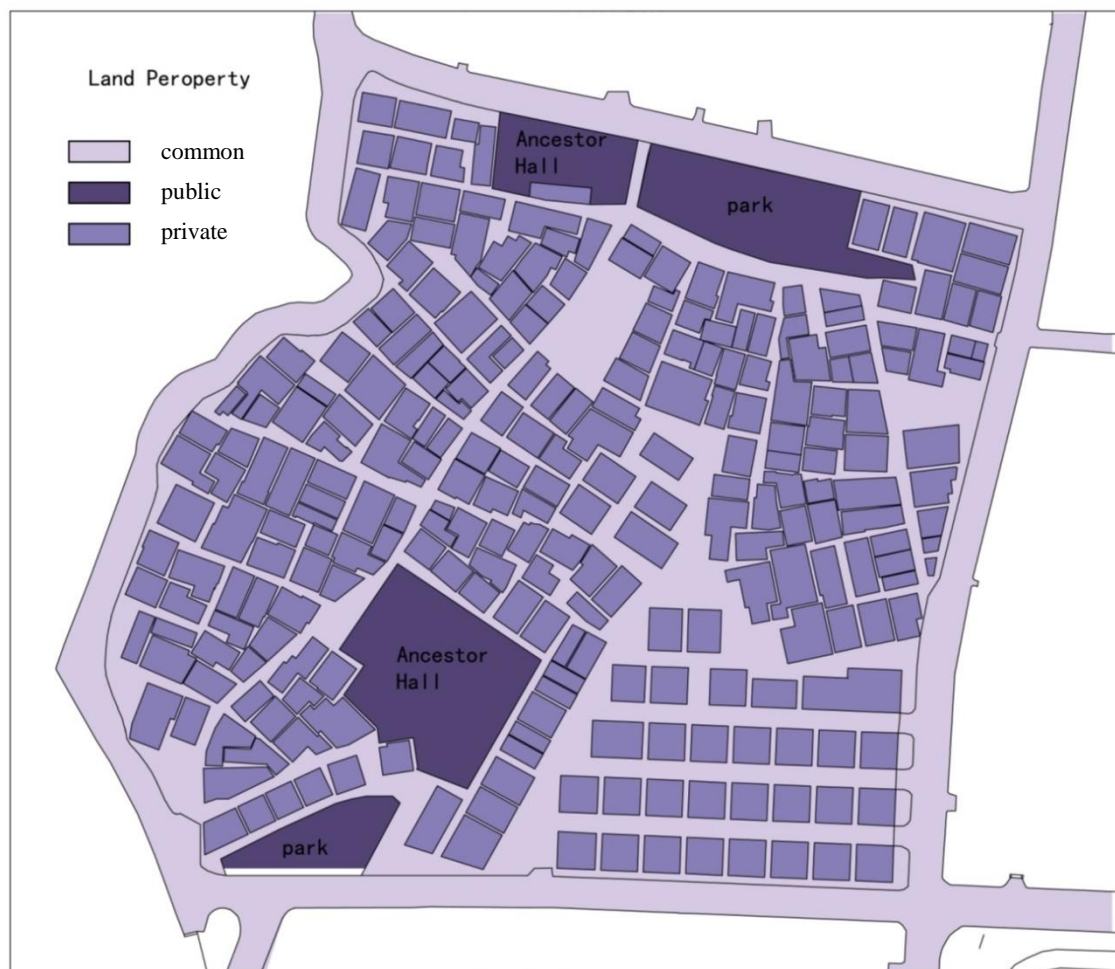 Land Peroperty
common
public
private
Ancestor
Hall
park
Ancestor
Hall
park